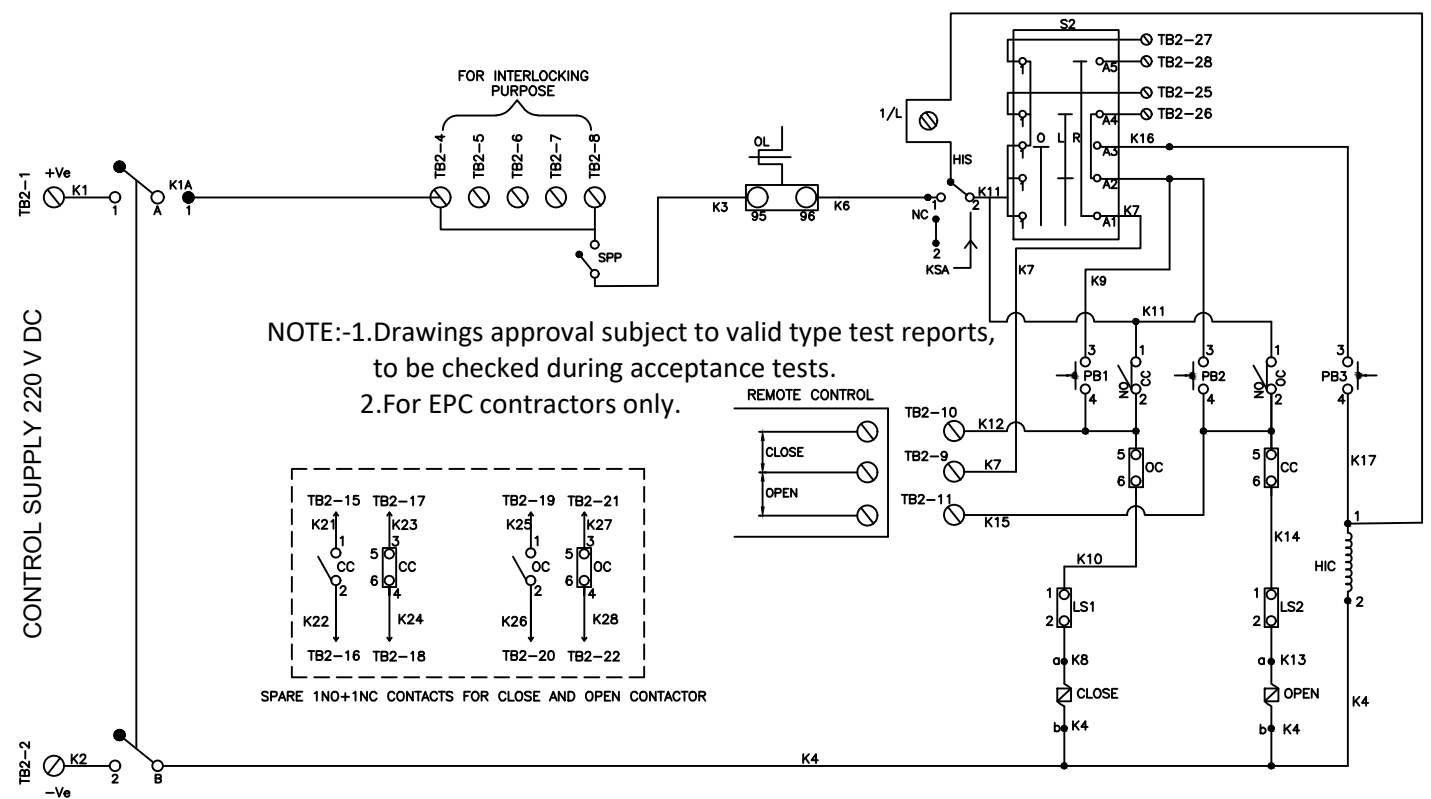 S2
TB2-27
TB2-28
TB2-25
TB2-26
FOR INTERLOCKING
PURPOSE
TB2-4
TB2-5
TB2-6
TB2-7
TB2-8
OL
1/L
HIS
1
1
1
1
1
O
L
R
A5
A4
A3
A2
A1
K16
TB2-1
+Ve
K1
1
A
K1A
1
K3
95
96
K6
NC
1
2
2
K11
K7
SPP
KSA
K7
K9
K11
CONTROL SUPPLY 220 V DC
NOTE:-1.Drawings approval subject to valid type test reports,
to be checked during acceptance tests.
2.For EPC contractors only.
3
PB1
4
1
NO
CC
2
3
PB2
4
1
NO
OC
2
3
PB3
4
REMOTE CONTROL
CLOSE
OPEN
TB2-10
K12
TB2-9
K7
TB2-11
K15
5
6
OC
5
6
CC
K17
1
K10
K14
HIC
2
TB2-15
TB2-17
TB2-19
TB2-21
K21
K23
K25
K27
1
CC
2
3
5
CC
6
4
1
OC
2
3
5
OC
6
4
K22
K24
K26
K28
TB2-16
TB2-18
TB2-20
TB2-22
SPARE 1NO+1NC CONTACTS FOR CLOSE AND OPEN CONTACTOR
1
LS1
2
1
LS2
2
a
K8
a
K13
CLOSE
OPEN
b
K4
b
K4
K4
TB2-2
K2
-Ve
2
B
K4